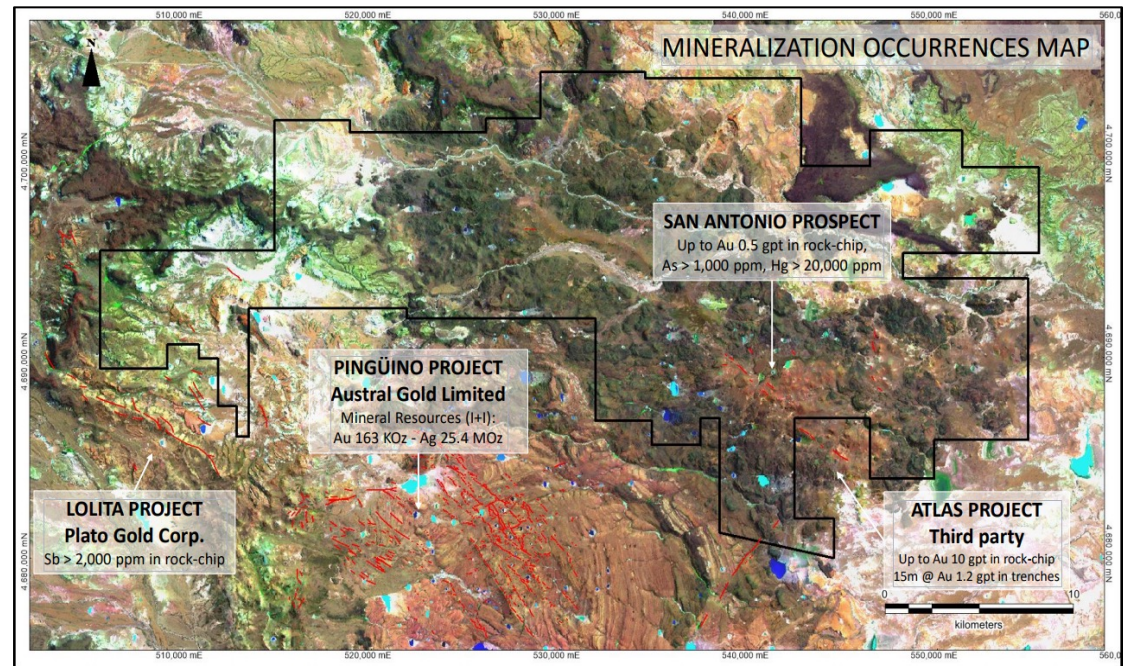 510,000 mE
520,000 mE
530,000 mE
540,000 mE
550,000 mE
560,0
MINERALIZATION OCCURRENCES MAP
N
4,700,000 mN
4,700,000 mN
SAN ANTONIO PROSPECT
Up to Au 0.5 gpt in rock-chip,
As > 1,000 ppm, Hg > 20,000 ppm
4,690,000 mN
4,690,000 mN
PINGÜINO PROJECT
Austral Gold Limited
Mineral Resources (I+I):
Au 163 KOz - Ag 25.4 MOz
LOLITA PROJECT
Plato Gold Corp.
Sb > 2,000 ppm in rock-chip
ATLAS PROJECT
Third party
Up to Au 10 gpt in rock-chip
15m @ Au 1.2 gpt in trenches
4,680,000 mN
4,680,000 mN
0
10
kilometers
510,000 mE
520,000 mE
530,000 mE
540,000 mE
550,000 mE
560,0